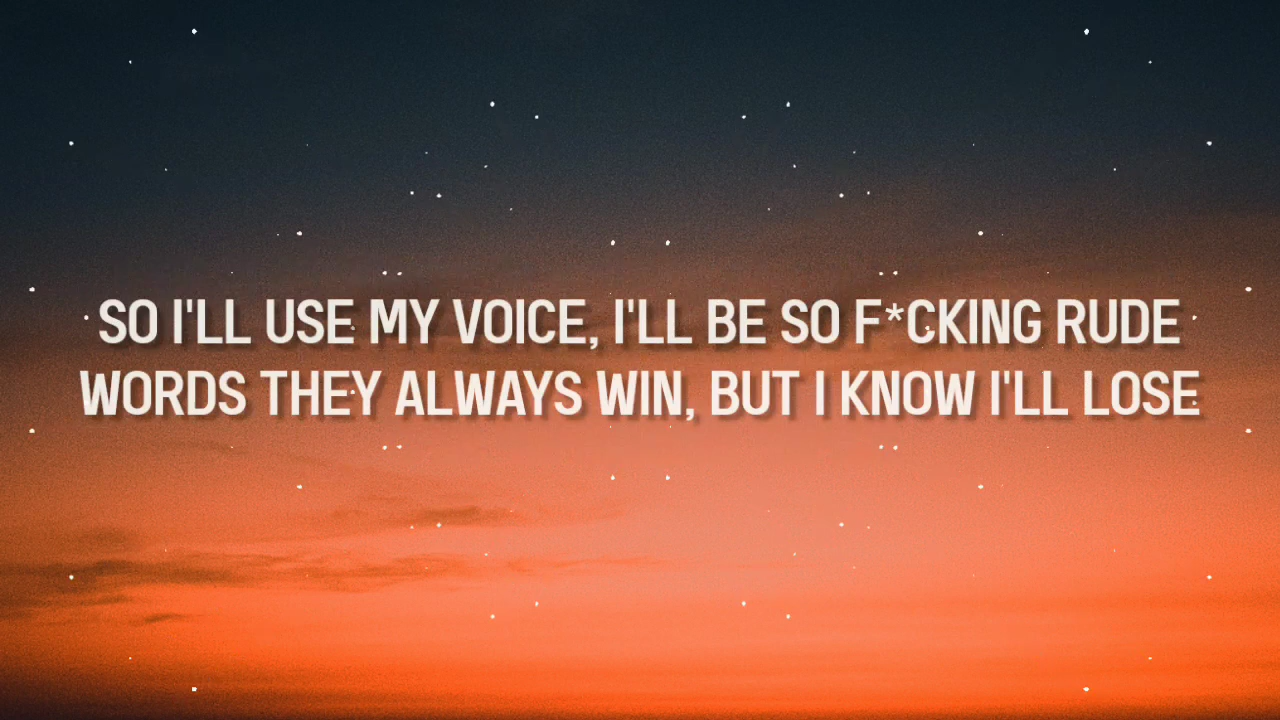 SO I'LL USE MY VOICE, I'LL BE SO F*CKING RUDE
WORDS THEY ALWAYS WIN, BUT I KNOW I'LL LOSE